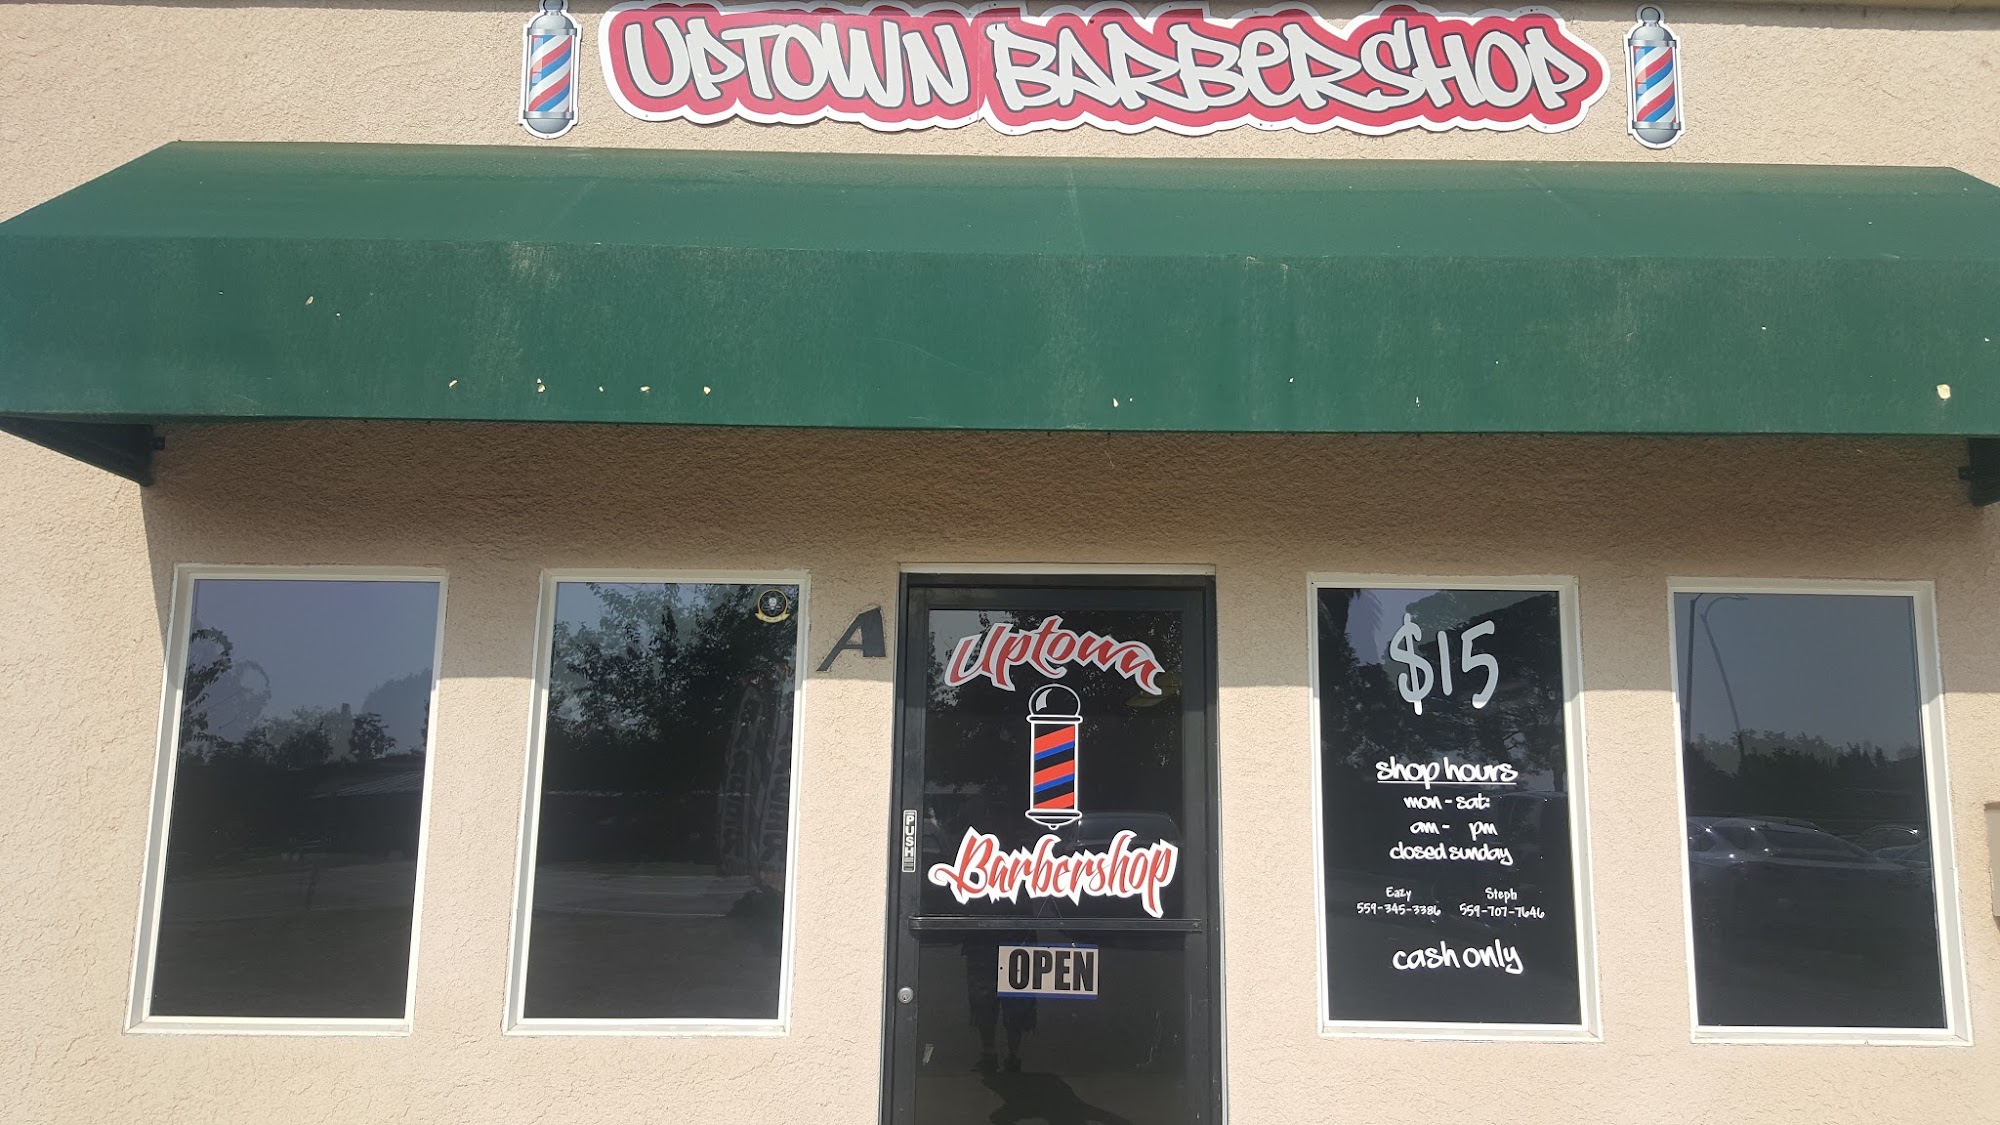 UPTOWN BARBERSHOP
A
Uptown
Barbershop
PUSH
OPEN
$15
shop hours
mon - sat:
am - pm
closed sunday
Eazy Steph
559-345-3386 559-707-7646
cash only